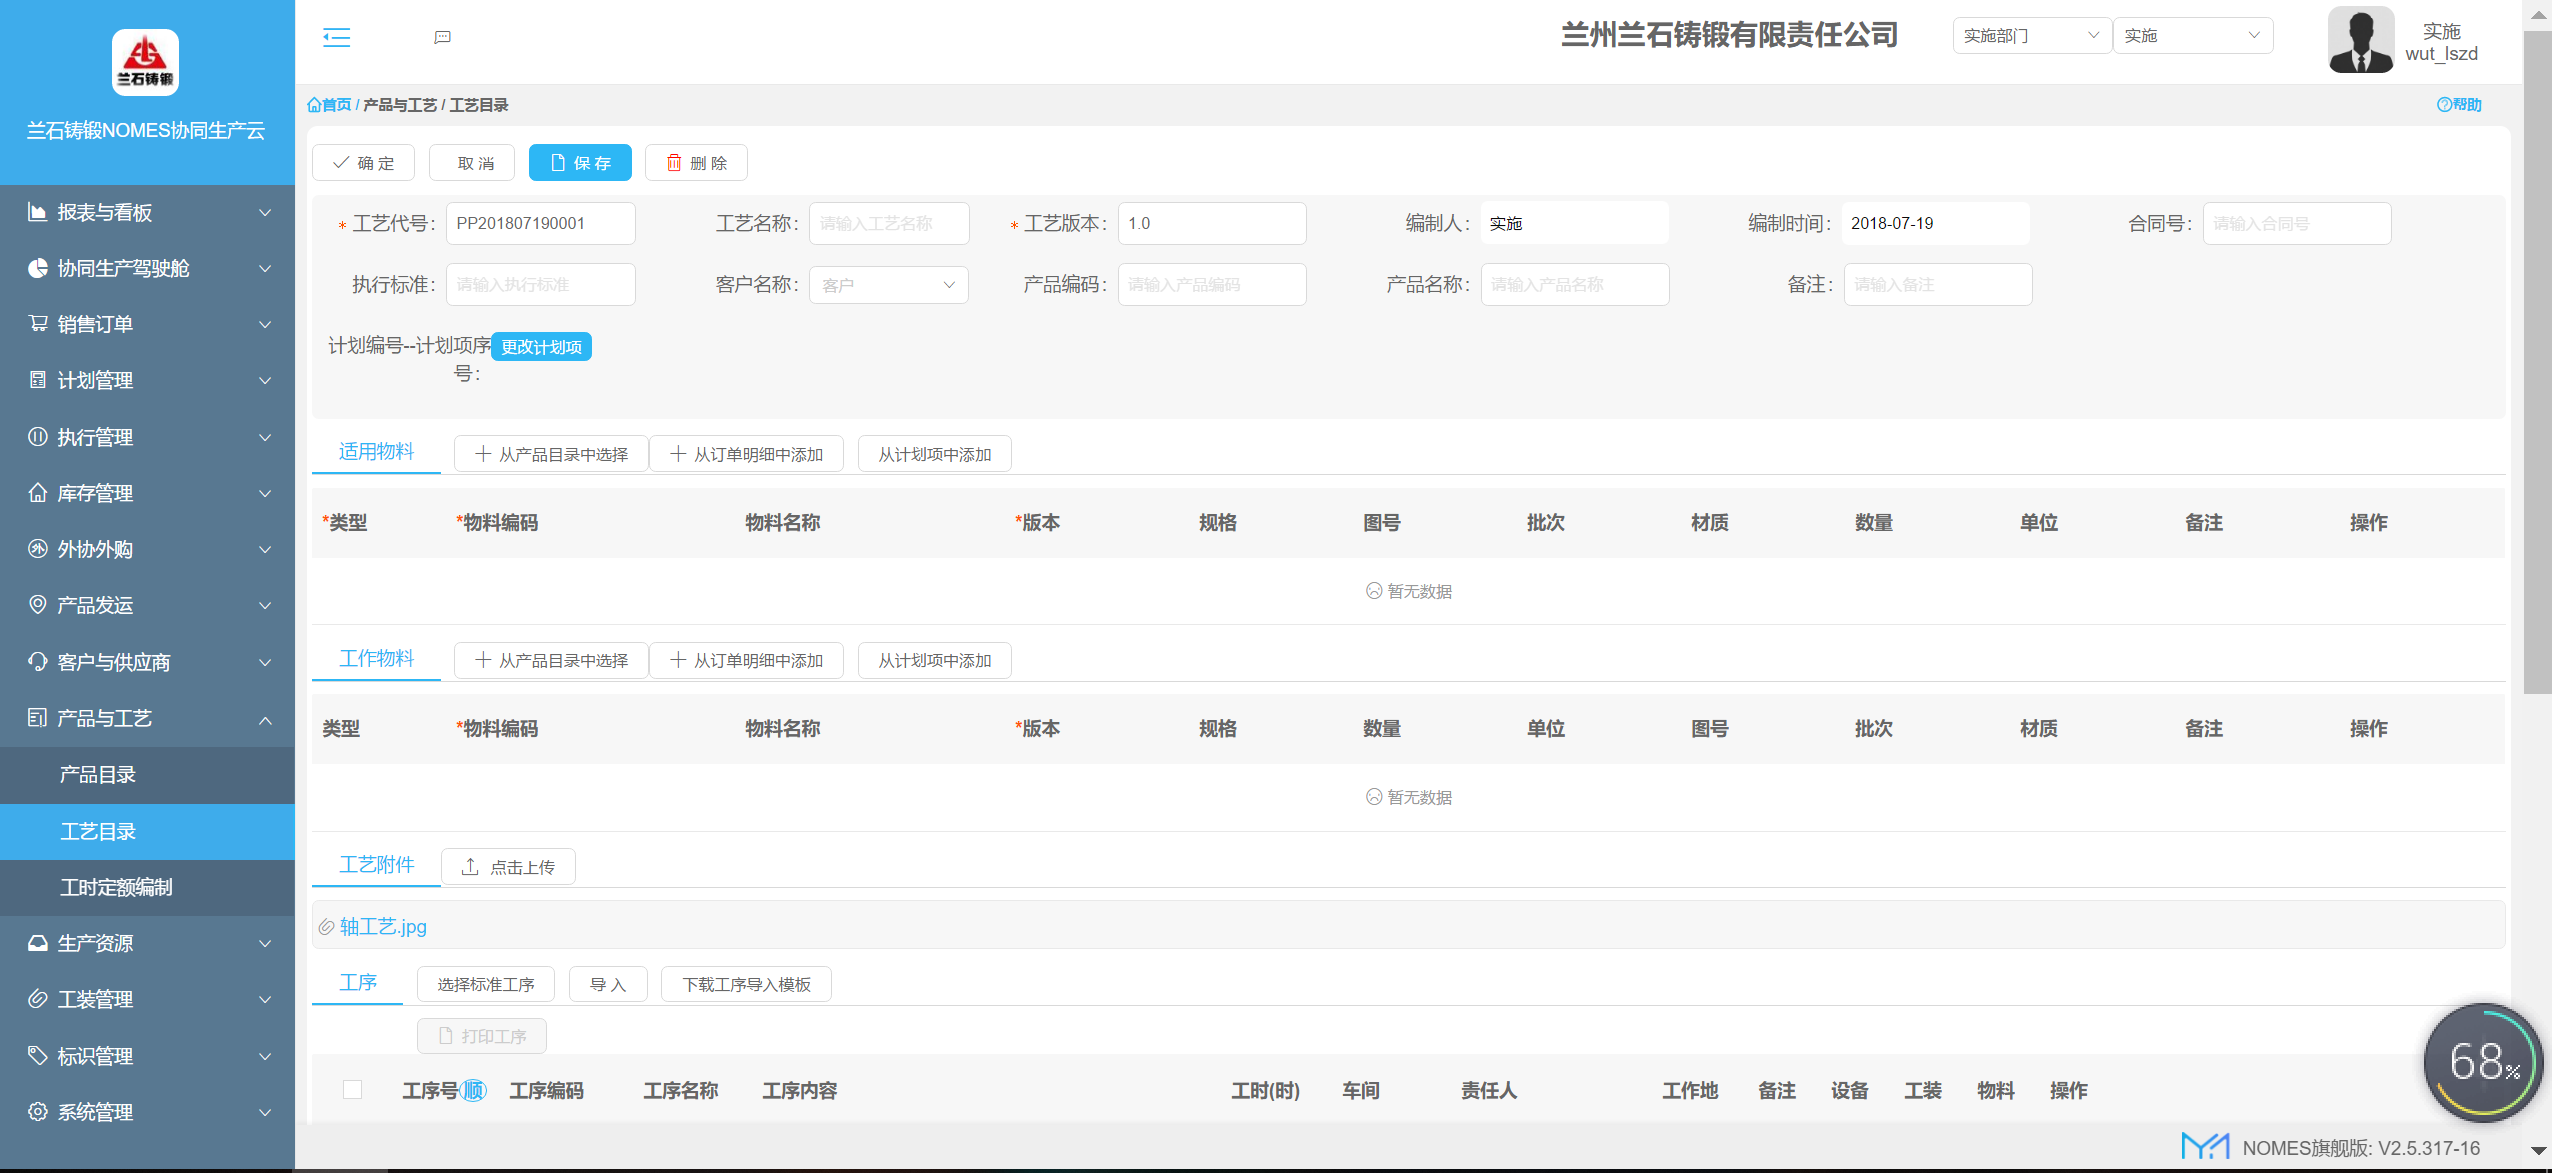 兰州兰石铸锻有限责任公司
实施部门
实施
实施
wut_lszd
兰石铸锻
兰石铸锻NOMES协同生产云
首页 / 产品与工艺 / 工艺目录
帮助
报表与看板
协同生产驾驶舱
销售订单
计划管理
执行管理
库存管理
外协外购
产品发运
客户与供应商
产品与工艺
产品目录
工艺目录
工时定额编制
生产资源
工装管理
标识管理
系统管理
确 定
取 消
保 存
删 除
* 工艺代号: PP201807190001
工艺名称: 请输入工艺名称
* 工艺版本: 1.0
编制人: 实施
编制时间: 2018-07-19
合同号: 请输入合同号
执行标准: 请输入执行标准
客户名称: 客户
产品编码: 请输入产品编码
产品名称: 请输入产品名称
备注: 请输入备注
计划编号--计划项序
号:
更改计划项
适用物料 从产品目录中选择 从订单明细中添加 从计划项中添加
*类型 *物料编码 物料名称 *版本 规格 图号 批次 材质 数量 单位 备注 操作
暂无数据
工作物料 从产品目录中选择 从订单明细中添加 从计划项中添加
类型 *物料编码 物料名称 *版本 规格 数量 单位 图号 批次 材质 备注 操作
暂无数据
工艺附件 点击上传
轴工艺.jpg
工序 选择标准工序 导 入 下载工序导入模板
打印工序
工序号 顺 工序编码 工序名称 工序内容 工时(时) 车间 责任人 工作地 备注 设备 工装 物料 操作
68%
NOMES旗舰版: V2.5.317-16